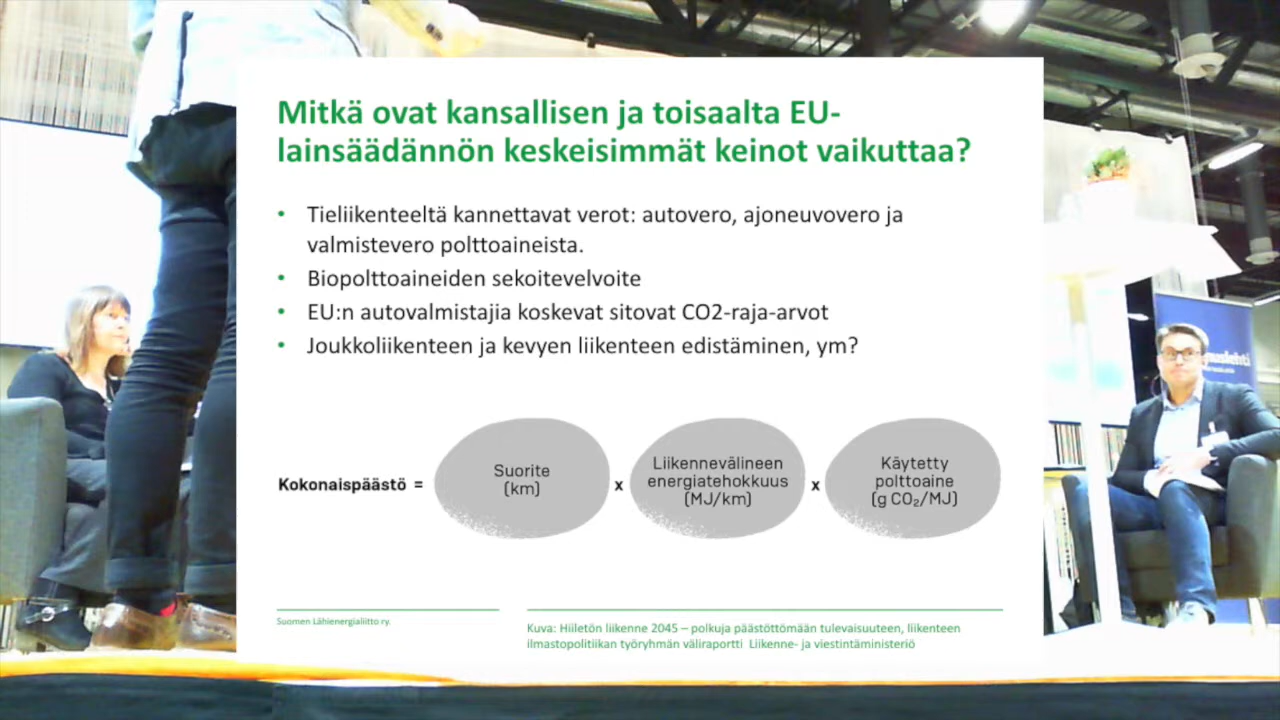 Mitkä ovat kansallisen ja toisaalta EU-
lainsäädännön keskeisimmät keinot vaikuttaa?
• Tieliikenteeltä kannettavat verot: autovero, ajoneuvovero ja
valmistevero polttoaineista.
• Biopolttoaineiden sekoitevelvoite
• EU:n autovalmistajia koskevat sitovat CO2-raja-arvot
• Joukkoliikenteen ja kevyen liikenteen edistäminen, ym?
Kokonaispäästö =
Suorite
(km)
x
Liikennevälineen
energiatehokkuus
(MJ/km)
x
Käytetty
polttoaine
(g CO₂/MJ)
Suomen Lähienergialiitto ry.
Kuva: Hiiletön liikenne 2045 – polkuja päästöttömään tulevaisuuteen, liikenteen
ilmastopolitiikan työryhmän väliraportti Liikenne- ja viestintäministeriö